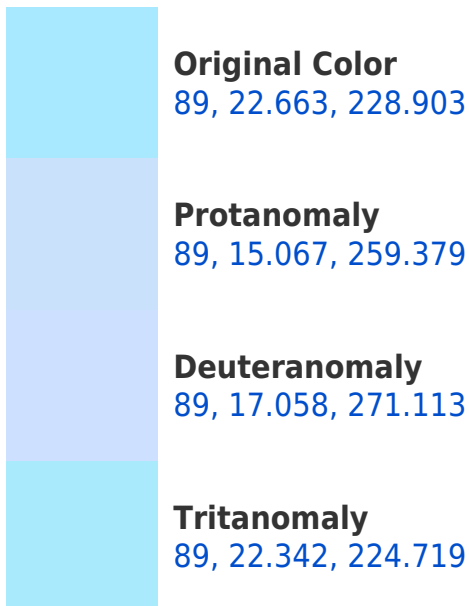 Original Color
89, 22.663, 228.903
Protanomaly
89, 15.067, 259.379
Deuteranomaly
89, 17.058, 271.113
Tritanomaly
89, 22.342, 224.719